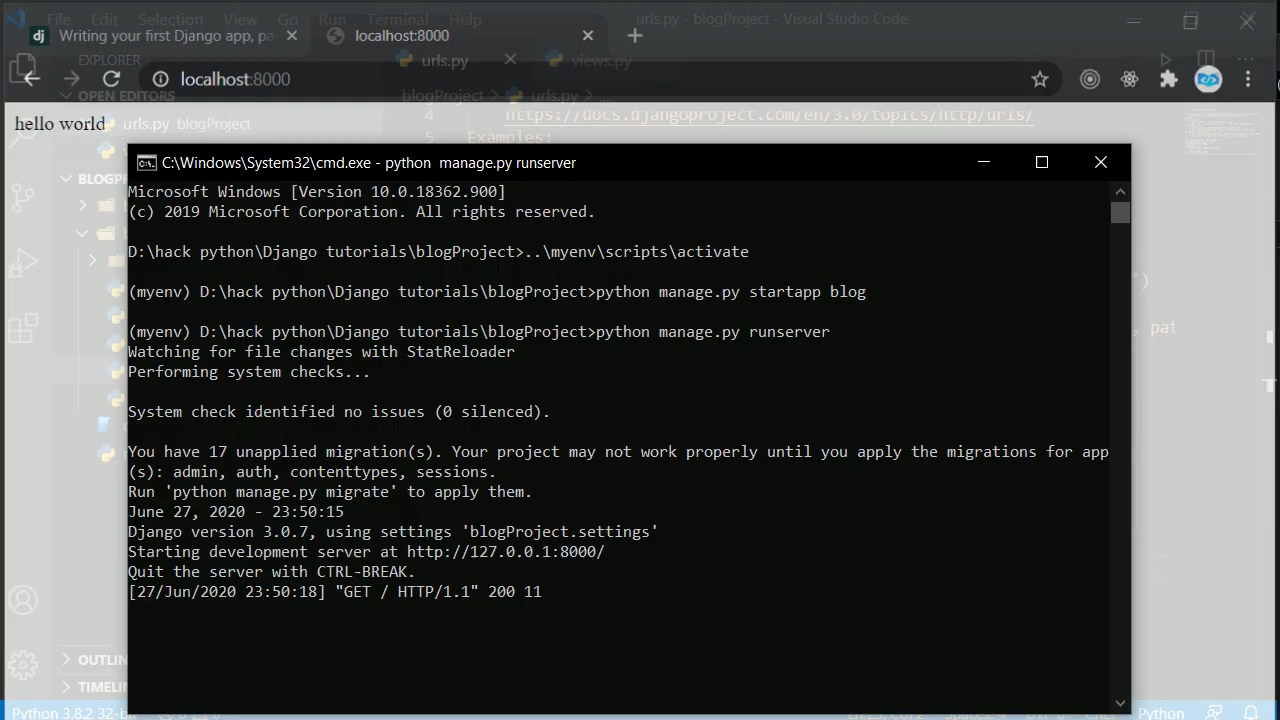 File Edit Selection View Go Run Terminal Help urls.py - blogProject - Visual Studio Code
dj Writing your first Django app, pa
localhost:8000
EXPLORER
urls.py
views.py
localhost:8000
OPEN EDITORS
blogProject > urls.py > ...
4 https://docs.djangoproject.com/en/3.0/topics/http/urls/
hello world
urls.py blogProject
5 Examples:
C:\Windows\System32\cmd.exe - python manage.py runserver
BLOGP
Microsoft Windows [Version 10.0.18362.900]
(c) 2019 Microsoft Corporation. All rights reserved.
D:\hack python\Django tutorials\blogProject>..\myenv\scripts\activate
(myenv) D:\hack python\Django tutorials\blogProject>python manage.py startapp blog
(myenv) D:\hack python\Django tutorials\blogProject>python manage.py runserver
, pat
Watching for file changes with StatReloader
Performing system checks...
System check identified no issues (0 silenced).
You have 17 unapplied migration(s). Your project may not work properly until you apply the migrations for app
(s): admin, auth, contenttypes, sessions.
Run 'python manage.py migrate' to apply them.
June 27, 2020 - 23:50:15
Django version 3.0.7, using settings 'blogProject.settings'
Starting development server at http://127.0.0.1:8000/
Quit the server with CTRL-BREAK.
[27/Jun/2020 23:50:18] "GET / HTTP/1.1" 200 11
OUTLIN
TIMELIN
Python 3.8.2 32-bi
Python